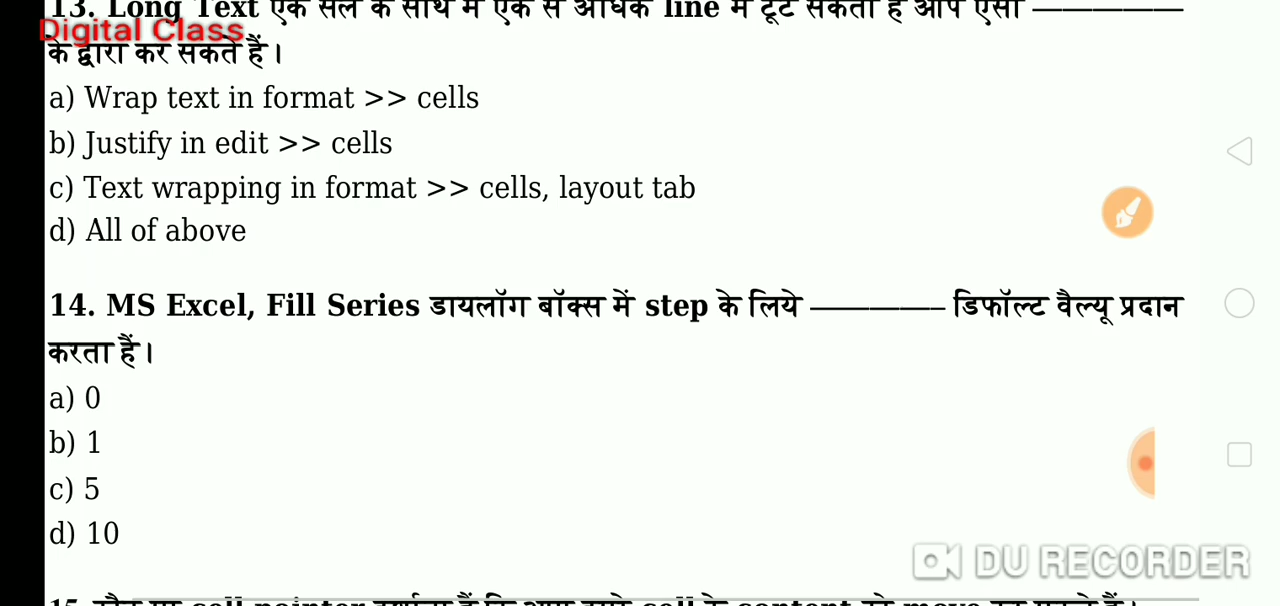 13. Long Text एक सेल के साथ में एक से अधिक line में टूट सकता है आप ऐसा —————
Digital Class
के द्वारा कर सकते हैं।
a) Wrap text in format >> cells
b) Justify in edit >> cells
c) Text wrapping in format >> cells, layout tab
d) All of above
14. MS Excel, Fill Series डायलॉग बॉक्स में step के लिये ————– डिफॉल्ट वैल्यू प्रदान
करता हैं।
a) 0
b) 1
c) 5
d) 10
DU RECORDER